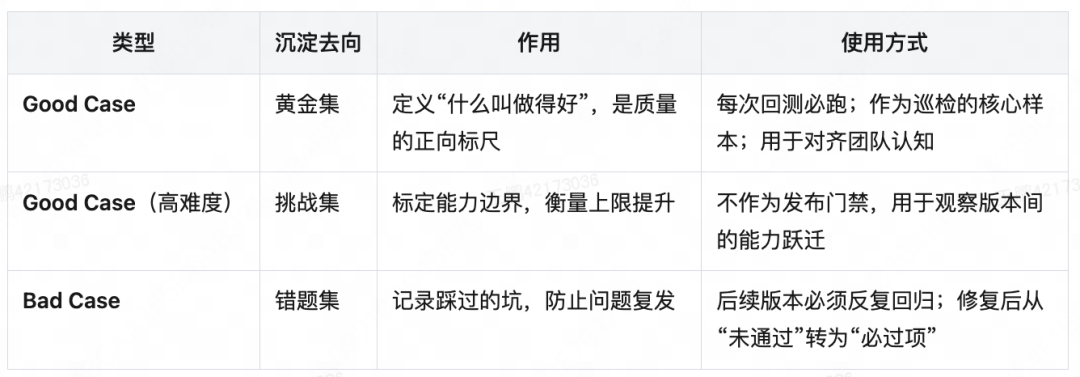 类型
沉淀去向
作用
使用方式
Good Case
黄金集
定义“什么叫做得好”，是质量
的正向标尺
每次回测必跑；作为巡检的核心样
本；用于对齐团队认知
Good Case（高难度）
挑战集
标定能力边界，衡量上限提升
不作为发布门禁，用于观察版本间
的能力跃迁
Bad Case
错题集
记录踩过的坑，防止问题复发
后续版本必须反复回归；修复后从
“未通过”转为“必过项”